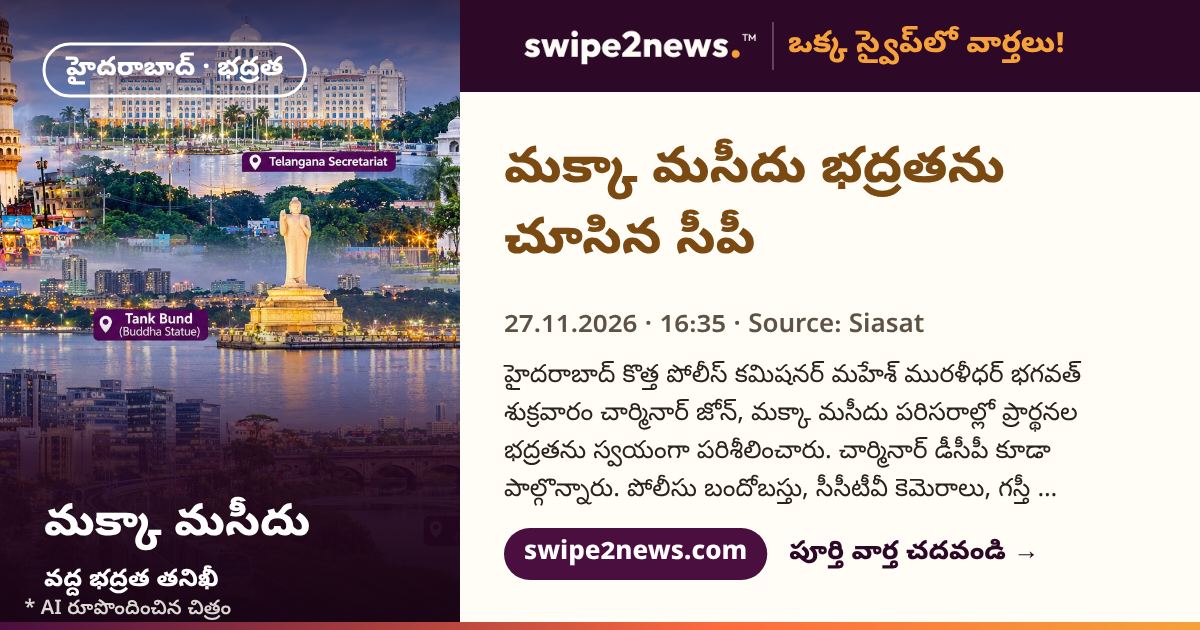 హైదరాబాద్ · భద్రత
Telangana Secretariat
Tank Bund
(Buddha Statue)
OLA
మక్కా మసీదు
వద్ద భద్రత తనిఖీ
* AI రూపొందించిన చిత్రం
swipe2news.™
ఒక్క స్వైప్‌లో వార్తలు!
మక్కా మసీదు భద్రతను
చూసిన సీపీ
27.11.2026 · 16:35 · Source: Siasat
హైదరాబాద్ కొత్త పోలీస్ కమిషనర్ మహేశ్ మురళీధర్ భగవత్
శుక్రవారం చార్మినార్ జోన్, మక్కా మసీదు పరిసరాల్లో ప్రార్థనల
భద్రతను స్వయంగా పరిశీలించారు. చార్మినార్ డీసీపీ కూడా
పాల్గొన్నారు. పోలీసు బందోబస్తు, సీసీటీవీ కెమెరాలు, గస్తీ ...
swipe2news.com
పూర్తి వార్త చదవండి →